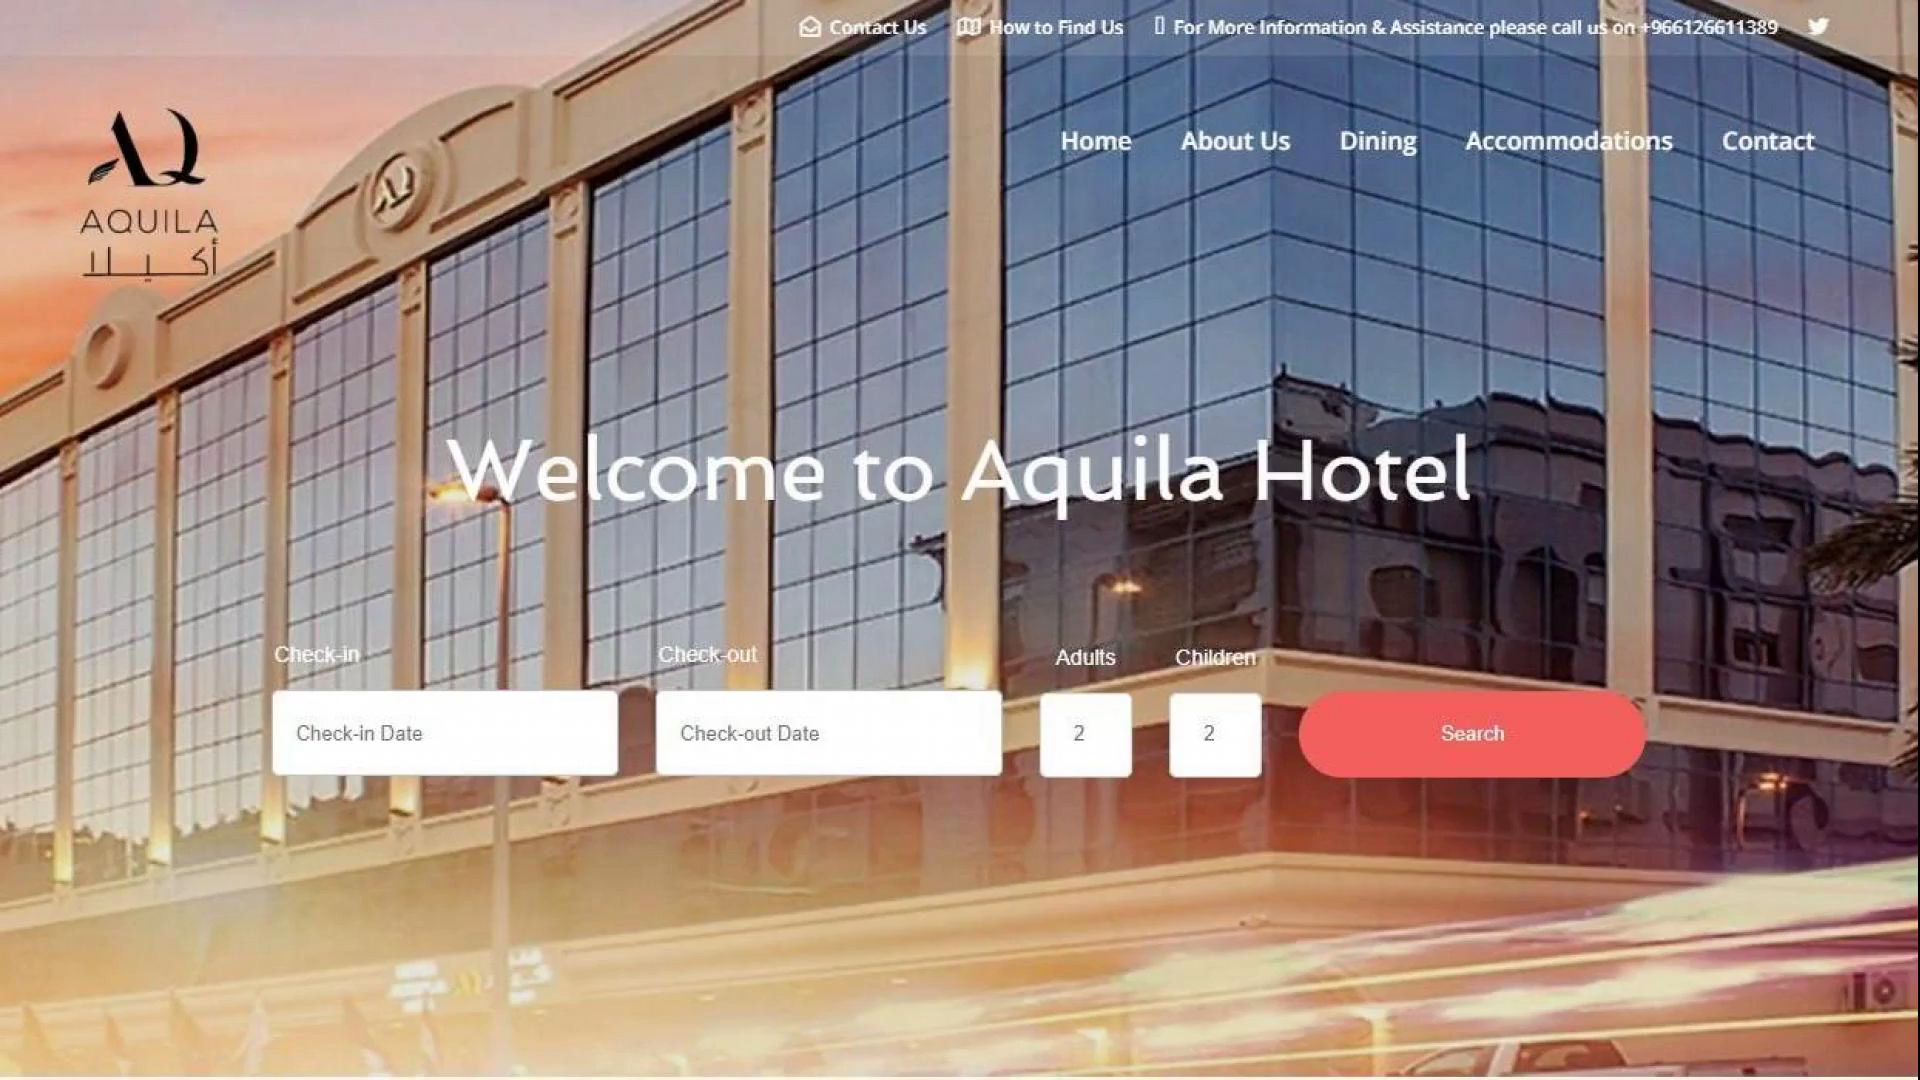 Contact Us How to Find Us For More Information & Assistance please call us on +966126611389
AQ
AQUILA
أكيلا
Home About Us Dining Accommodations Contact
AQ
Welcome to Aquila Hotel
Check-in Check-out Adults Children
Check-in Date Check-out Date 2 2 Search